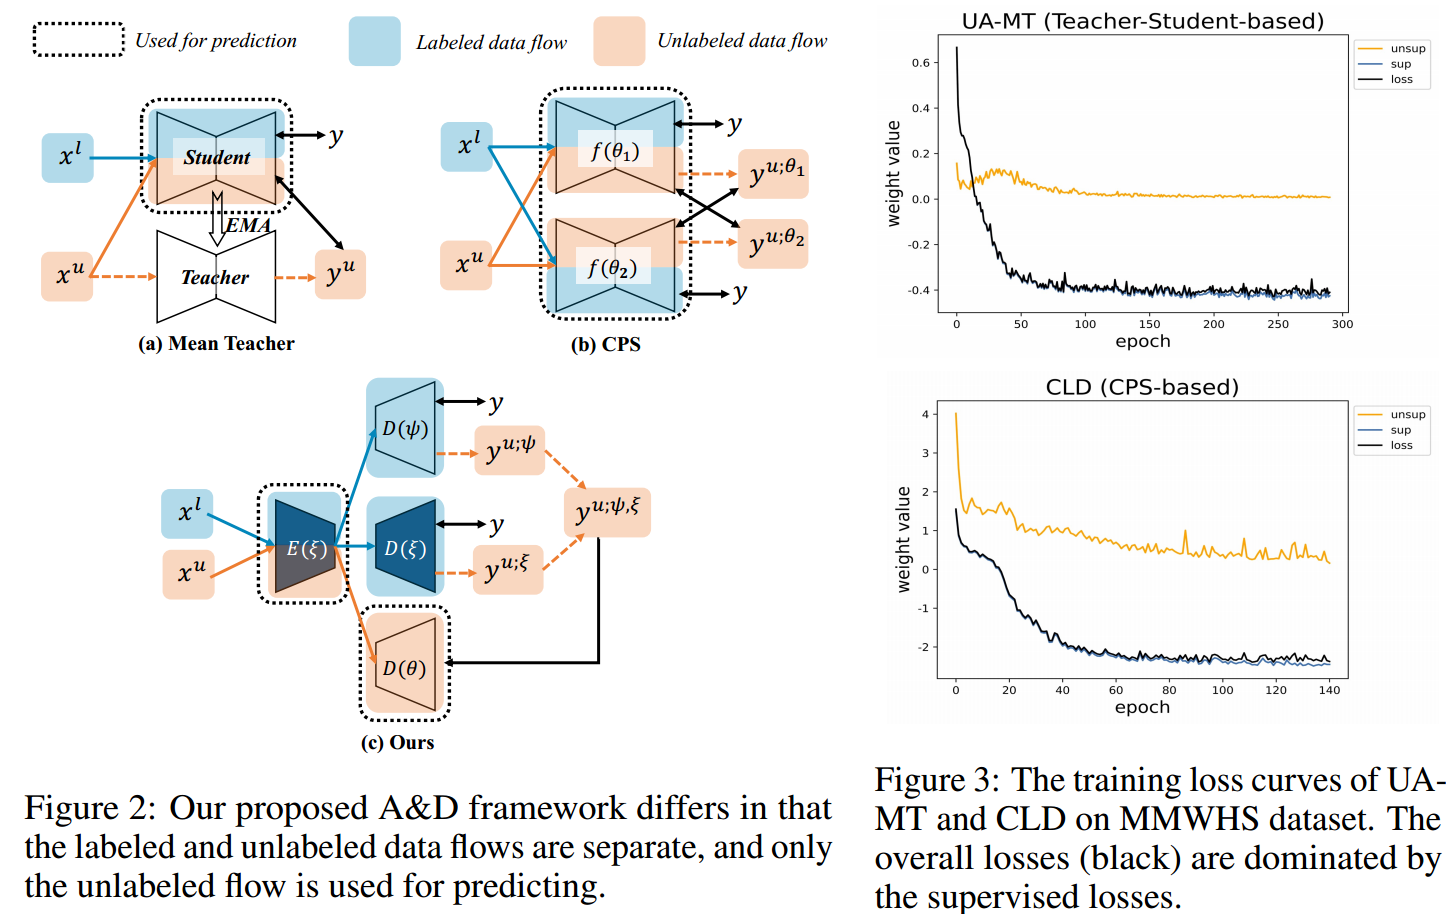 Used for prediction
Labeled data flow
Unlabeled data flow
x^l
x^u
Student
EMA
Teacher
y
y^u
(a) Mean Teacher
x^l
x^u
f(θ₁)
f(θ₂)
y
y^{u;θ₁}
y^{u;θ₂}
y
(b) CPS
x^l
x^u
E(ξ)
D(ψ)
D(ξ)
D(θ)
y
y^{u;ψ}
y
y^{u;ξ}
y^{u;ψ,ξ}
(c) Ours
Figure 2: Our proposed A&D framework differs in that
the labeled and unlabeled data flows are separate, and only
the unlabeled flow is used for predicting.
UA-MT (Teacher-Student-based)
unsup
sup
loss
weight value
0.6
0.4
0.2
0.0
-0.2
-0.4
0 50 100 150 200 250 300
epoch
CLD (CPS-based)
unsup
sup
loss
weight value
4
3
2
1
0
-1
-2
0 20 40 60 80 100 120 140
epoch
Figure 3: The training loss curves of UA-
MT and CLD on MMWHS dataset. The
overall losses (black) are dominated by
the supervised losses.